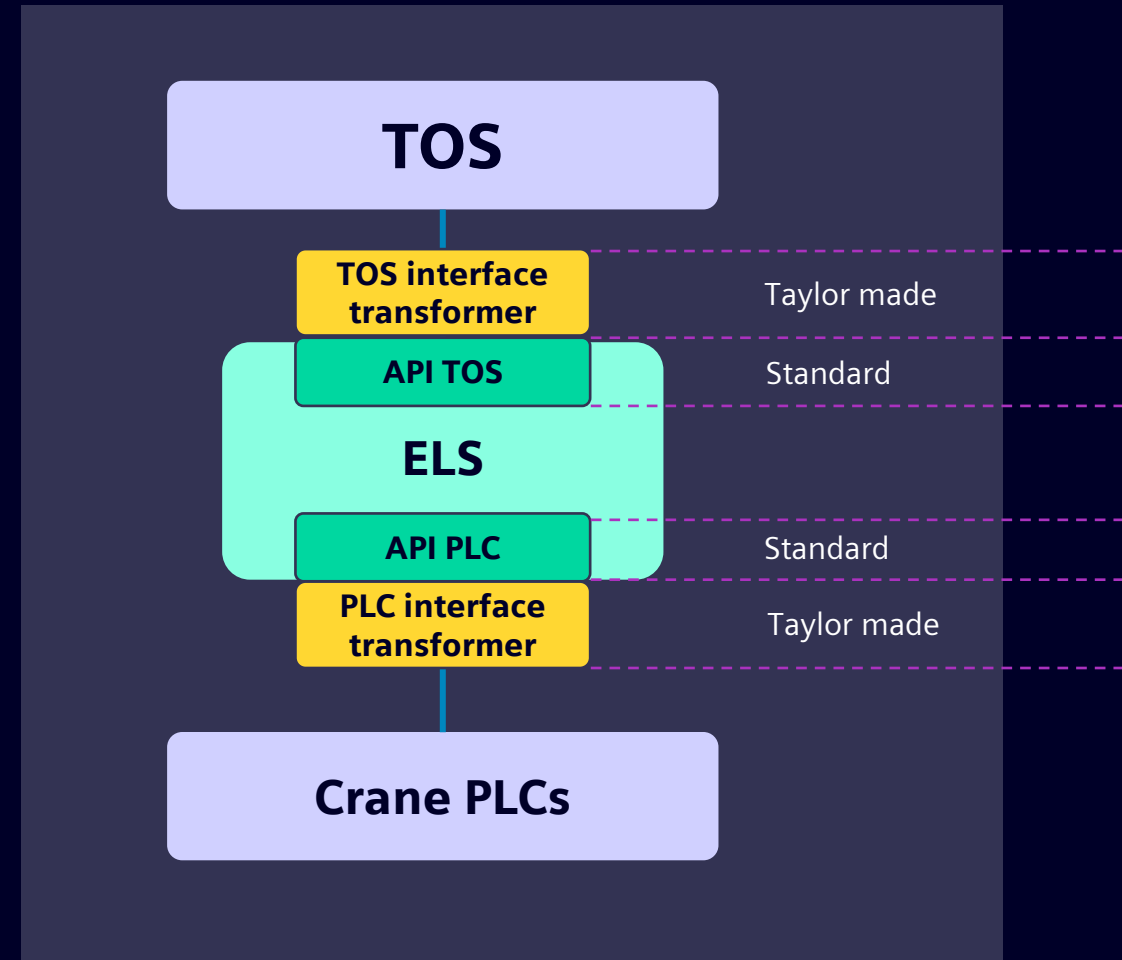 TOS
TOS interface
transformer
Taylor made
API TOS
Standard
ELS
API PLC
Standard
PLC interface
transformer
Taylor made
Crane PLCs